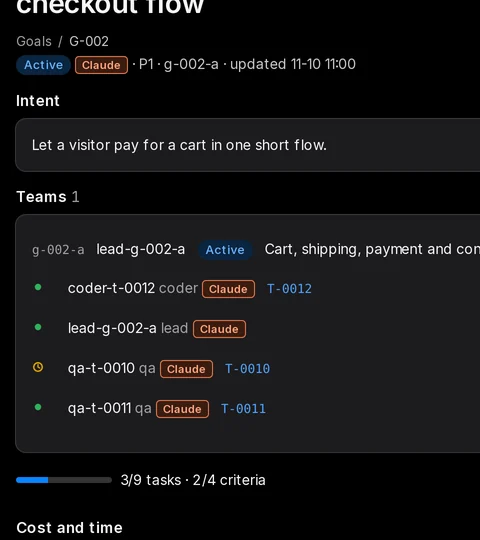 checkout flow
Goals / G-002
Active Claude · P1 · g-002-a · updated 11-10 11:00
Intent
Let a visitor pay for a cart in one short flow.
Teams 1
g-002-a lead-g-002-a Active Cart, shipping, payment and con
coder-t-0012 coder Claude T-0012
lead-g-002-a lead Claude
qa-t-0010 qa Claude T-0010
qa-t-0011 qa Claude T-0011
3/9 tasks · 2/4 criteria
Cost and time